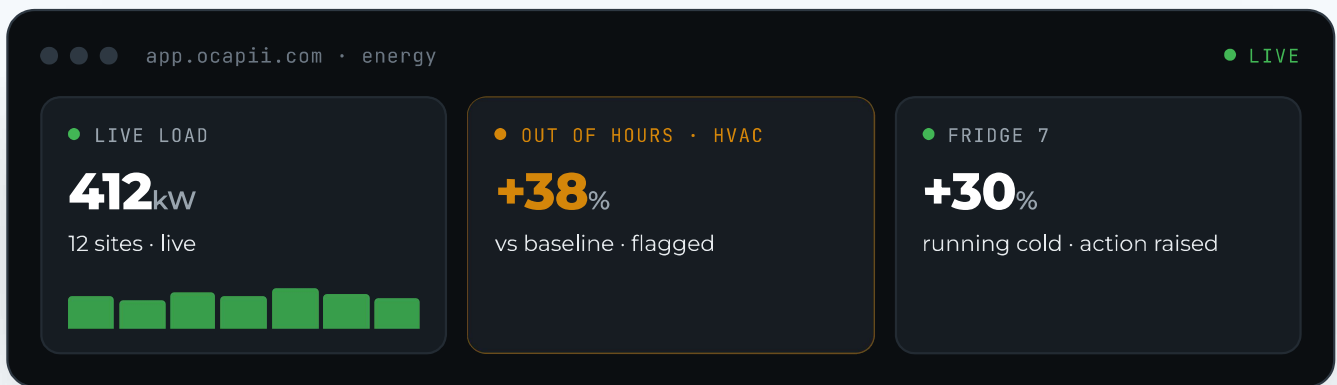 app.ocapii.com · energy
LIVE
LIVE LOAD
412kW
12 sites · live
OUT OF HOURS · HVAC
+38%
vs baseline · flagged
FRIDGE 7
+30%
running cold · action raised